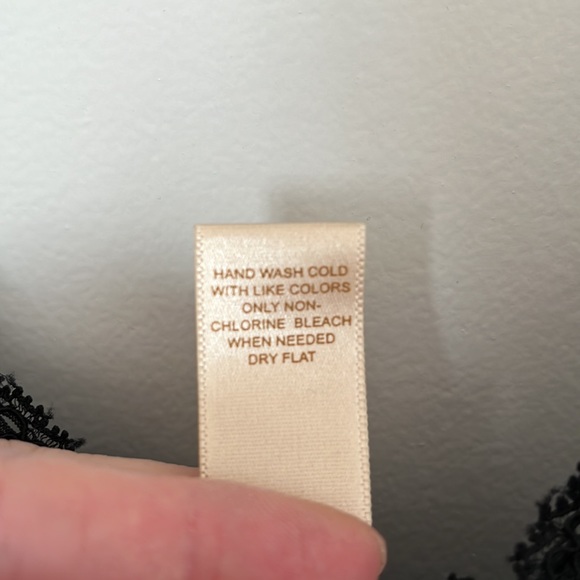 HAND WASH COLD
WITH LIKE COLORS
ONLY NON-
CHLORINE BLEACH
WHEN NEEDED
DRY FLAT